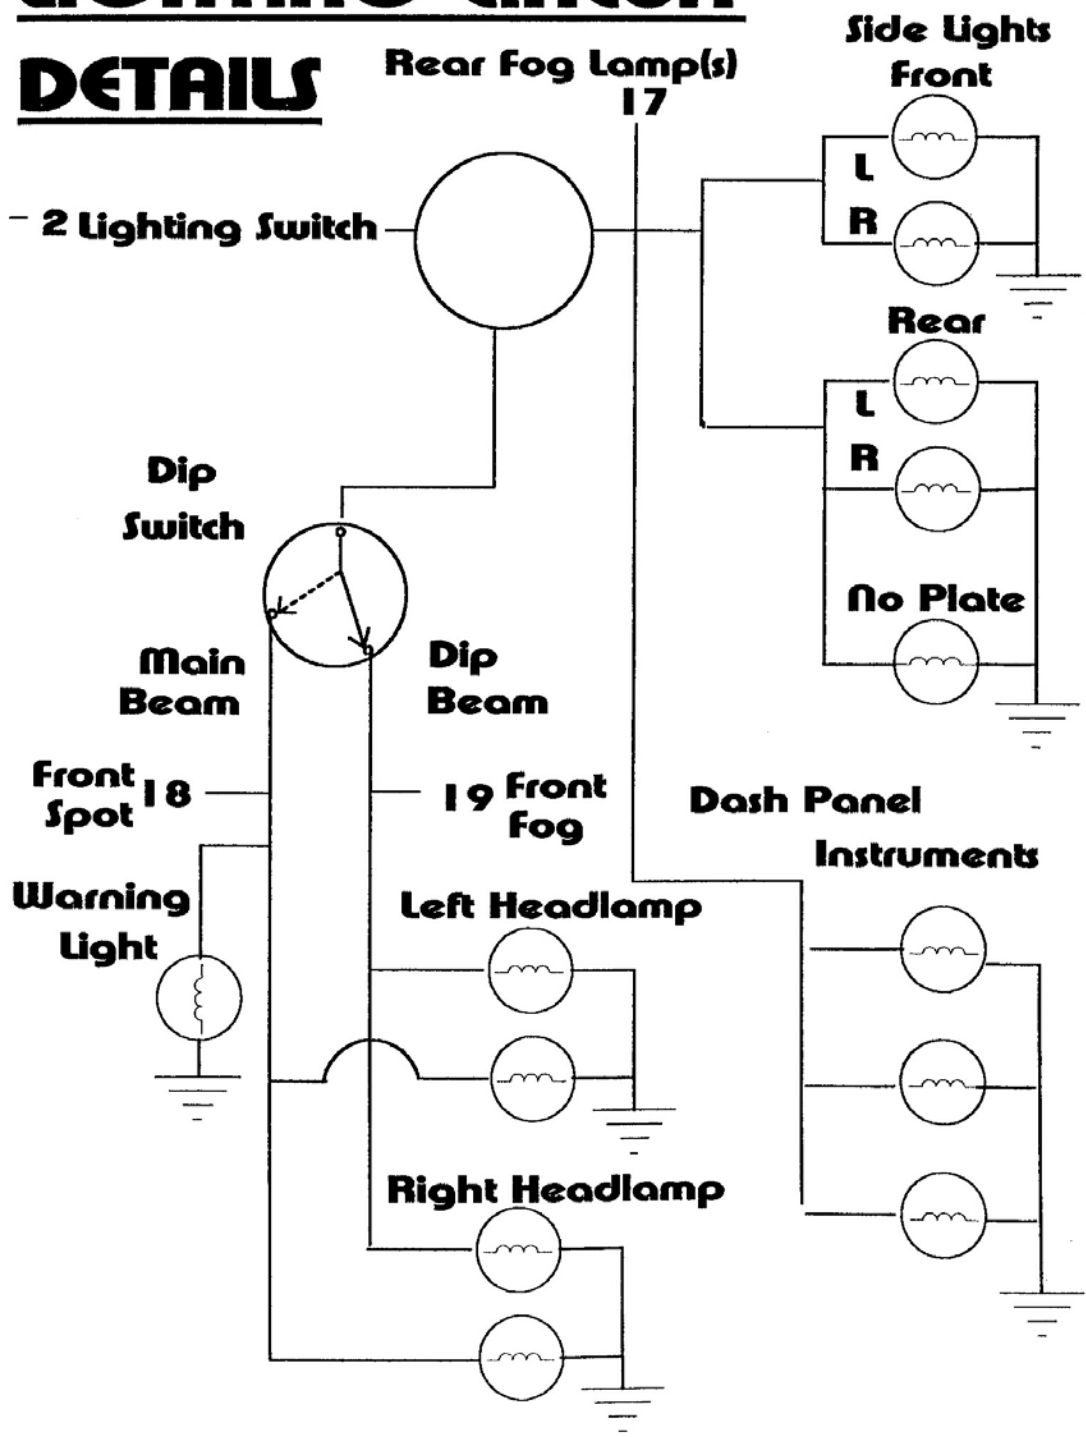 DETAILS
Rear Fog Lamp(s)
17
Side Lights
Front
L
R
– 2 Lighting Switch
Rear
L
R
No Plate
Dip
Switch
Main
Beam
Dip
Beam
Front
Spot
18
19
Front
Fog
Dash Panel
Instruments
Warning
Light
Left Headlamp
Right Headlamp